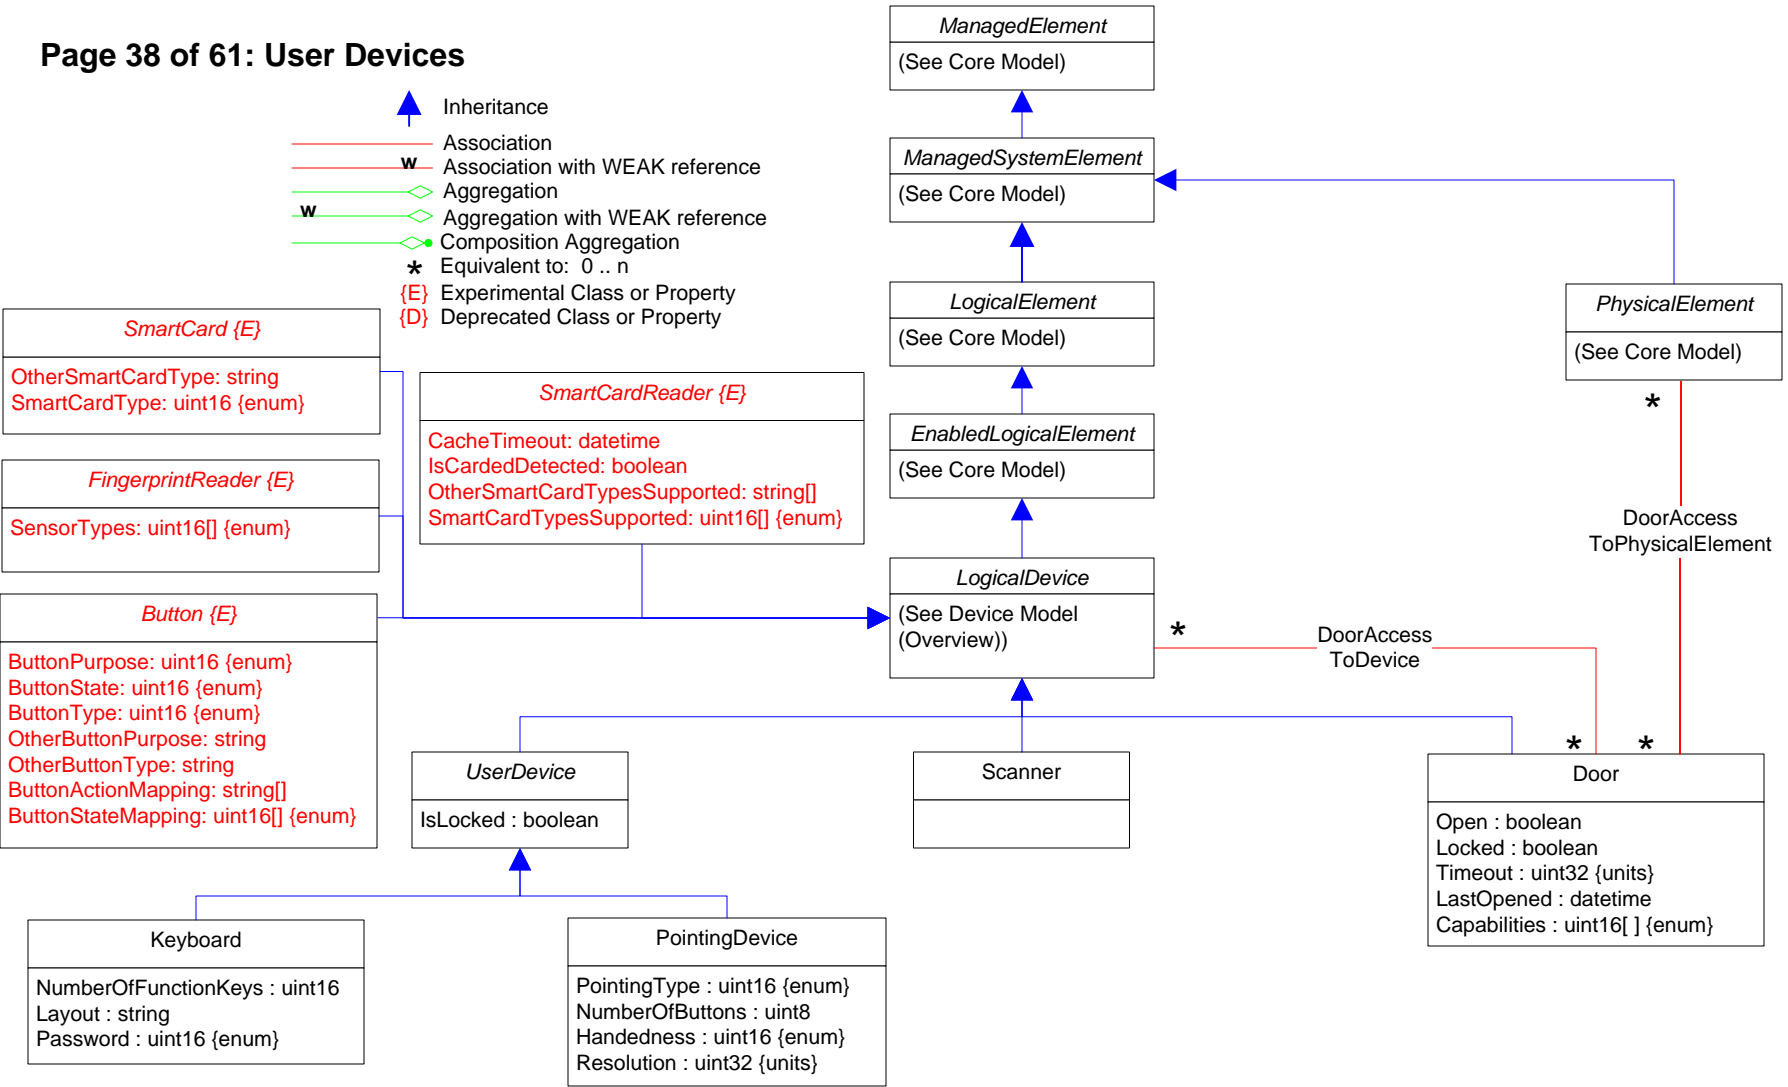 Page 38 of 61: User Devices
Inheritance
Association
w Association with WEAK reference
Aggregation
w Aggregation with WEAK reference
Composition Aggregation
* Equivalent to: 0 .. n
{E} Experimental Class or Property
{D} Deprecated Class or Property
ManagedElement
(See Core Model)
ManagedSystemElement
(See Core Model)
LogicalElement
(See Core Model)
PhysicalElement
(See Core Model)
*
SmartCard {E}
OtherSmartCardType: string
SmartCardType: uint16 {enum}
SmartCardReader {E}
CacheTimeout: datetime
IsCardedDetected: boolean
OtherSmartCardTypesSupported: string[]
SmartCardTypesSupported: uint16[] {enum}
EnabledLogicalElement
(See Core Model)
FingerprintReader {E}
SensorTypes: uint16[] {enum}
DoorAccess
ToPhysicalElement
LogicalDevice
(See Device Model
(Overview))
*
DoorAccess
ToDevice
* *
Button {E}
ButtonPurpose: uint16 {enum}
ButtonState: uint16 {enum}
ButtonType: uint16 {enum}
OtherButtonPurpose: string
OtherButtonType: string
ButtonActionMapping: string[]
ButtonStateMapping: uint16[] {enum}
UserDevice
IsLocked : boolean
Scanner
Door
Open : boolean
Locked : boolean
Timeout : uint32 {units}
LastOpened : datetime
Capabilities : uint16[ ] {enum}
Keyboard
NumberOfFunctionKeys : uint16
Layout : string
Password : uint16 {enum}
PointingDevice
PointingType : uint16 {enum}
NumberOfButtons : uint8
Handedness : uint16 {enum}
Resolution : uint32 {units}